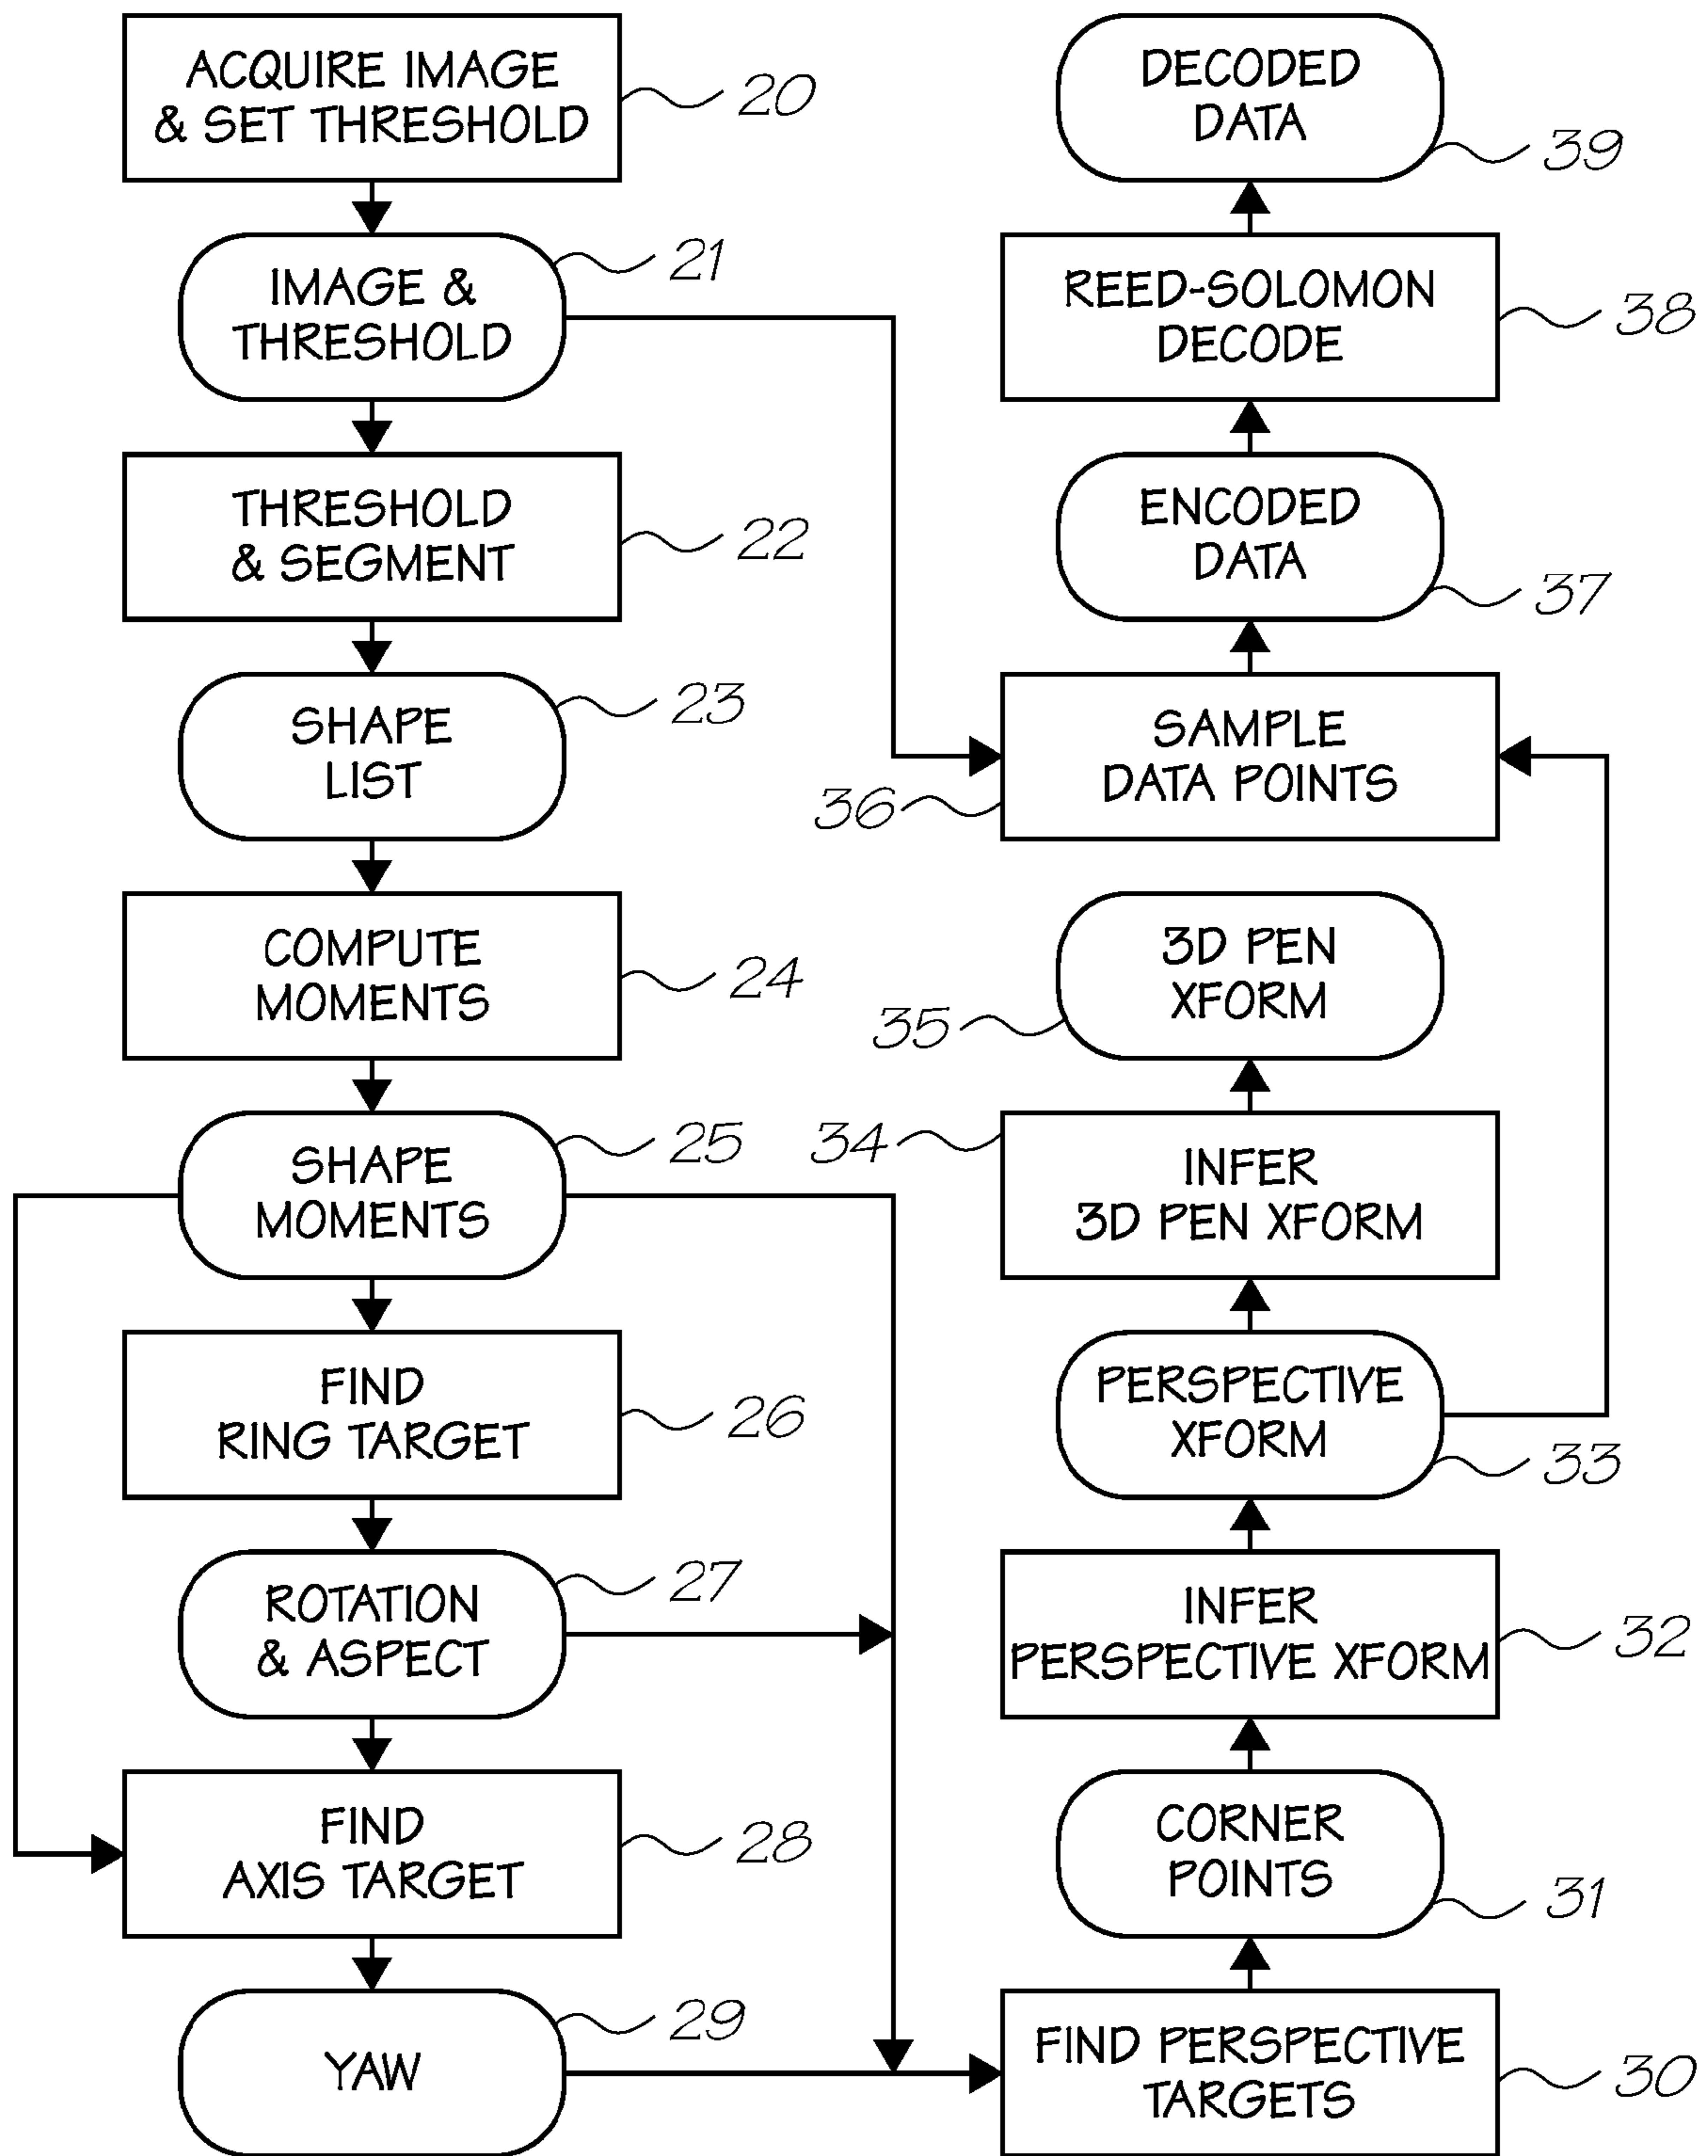 ACQUIRE IMAGE
& SET THRESHOLD
20
IMAGE &
THRESHOLD
21
THRESHOLD
& SEGMENT
22
SHAPE
LIST
23
COMPUTE
MOMENTS
24
SHAPE
MOMENTS
25
FIND
RING TARGET
26
ROTATION
& ASPECT
27
FIND
AXIS TARGET
28
YAW
29
DECODED
DATA
39
REED-SOLOMON
DECODE
38
ENCODED
DATA
37
SAMPLE
DATA POINTS
36
3D PEN
XFORM
35
INFER
3D PEN XFORM
34
PERSPECTIVE
XFORM
33
INFER
PERSPECTIVE XFORM
32
CORNER
POINTS
31
FIND PERSPECTIVE
TARGETS
30